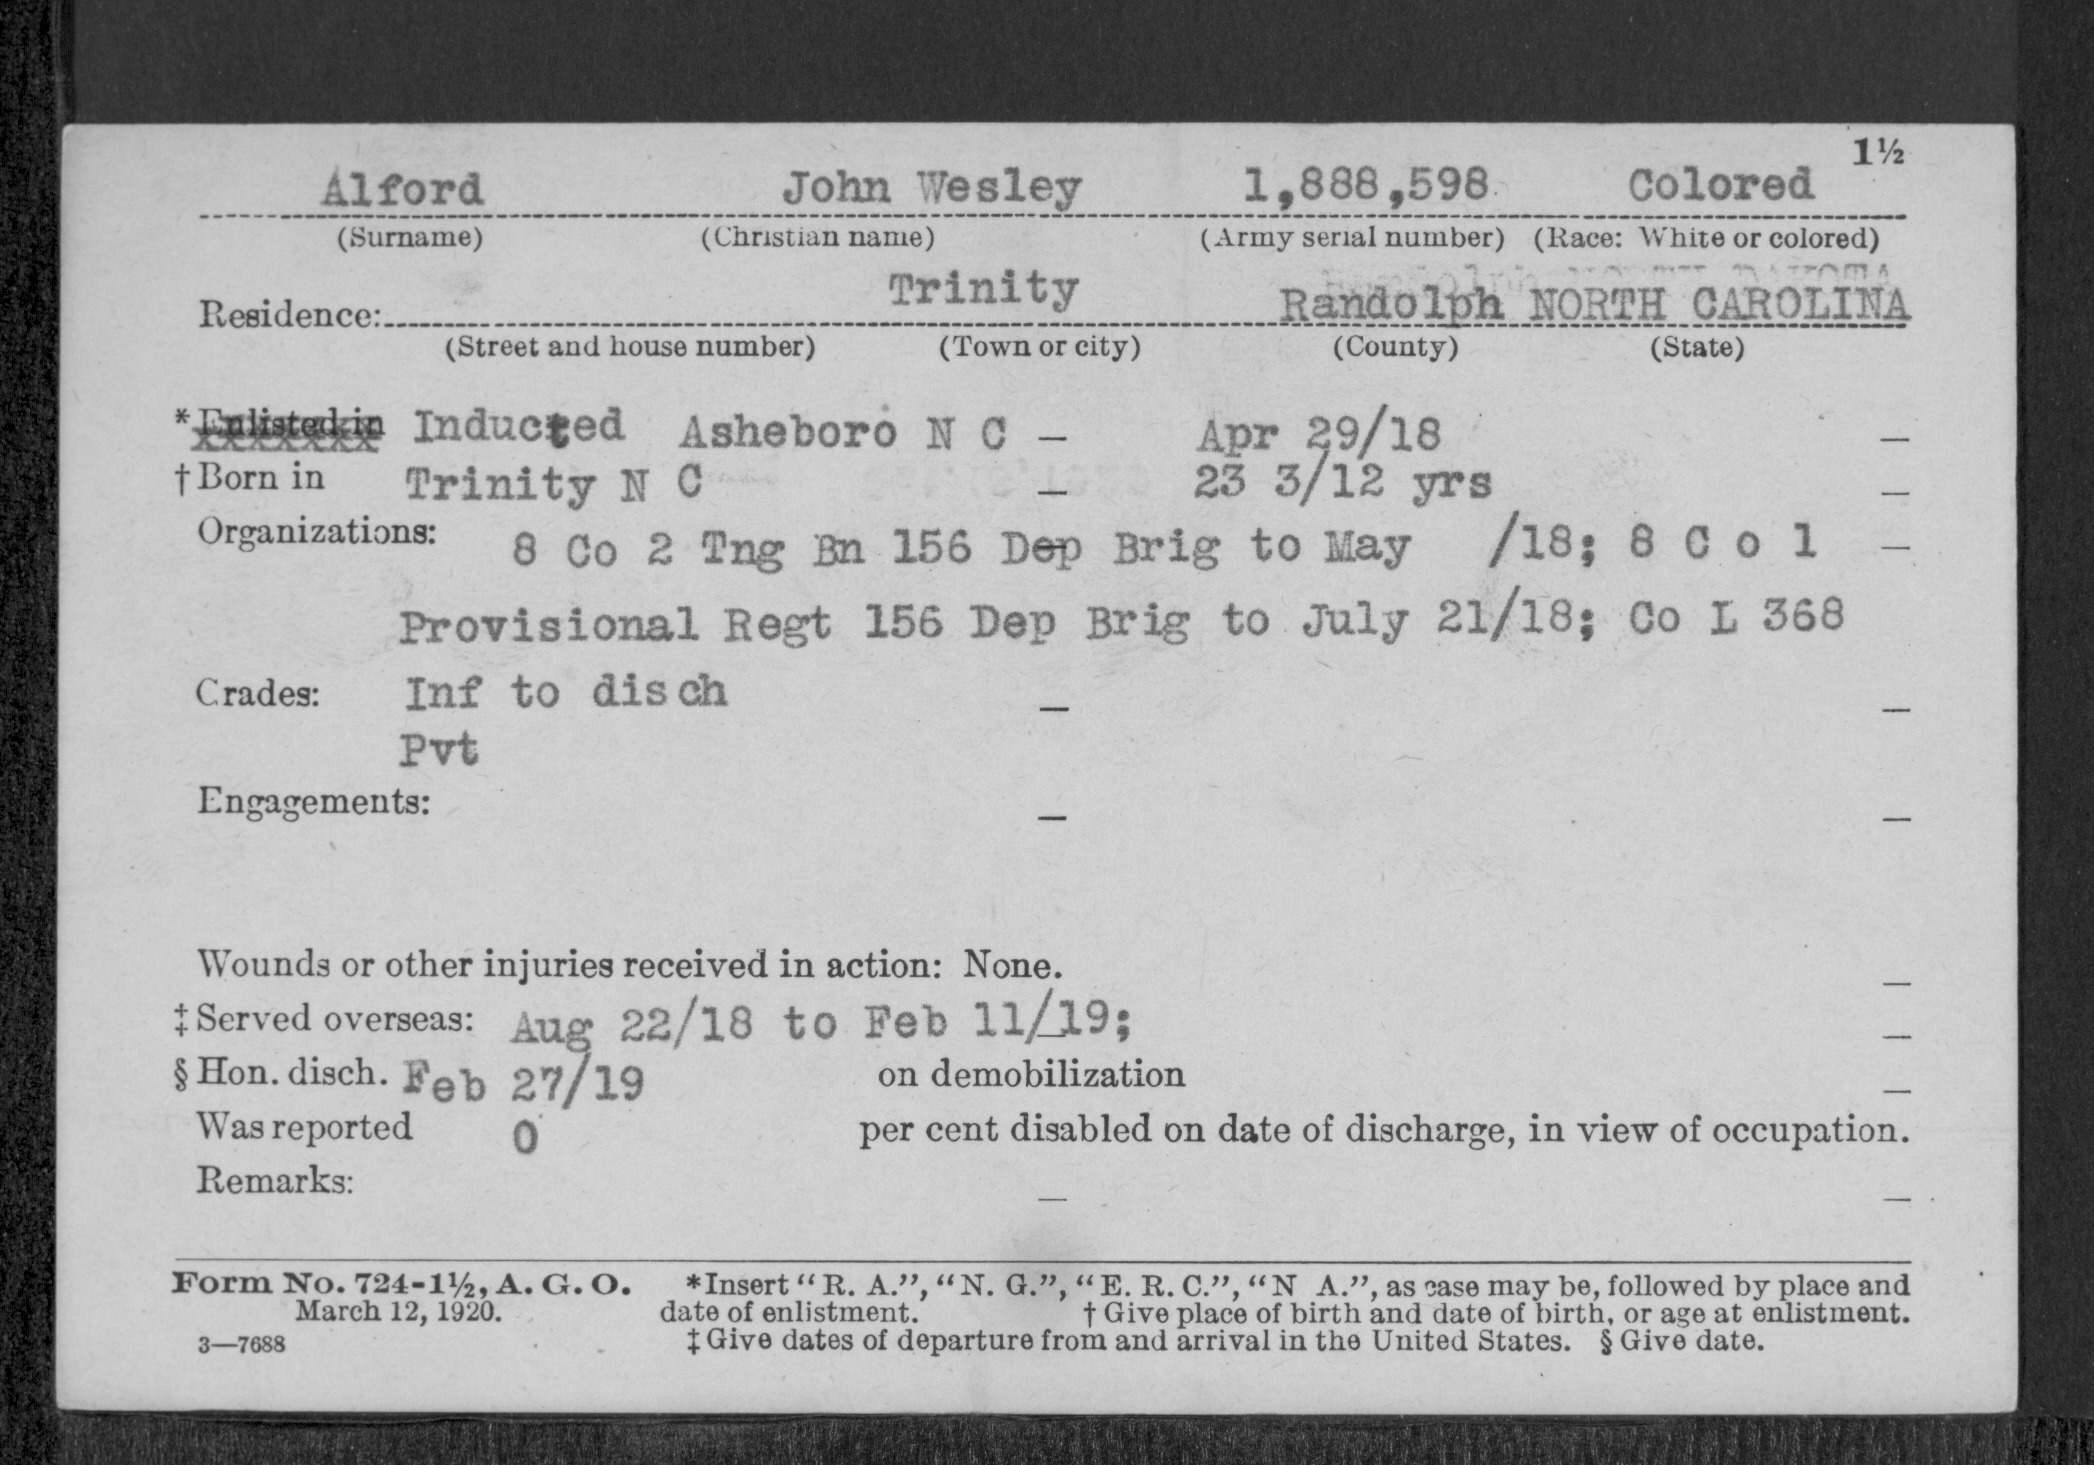 1½
Alford John Wesley 1,888,598 Colored
(Surname) (Christian name) (Army serial number) (Race: White or colored)
Residence: Trinity Randolph NORTH CAROLINA
(Street and house number) (Town or city) (County) (State)
* Enlisted in Inducted Asheboro N C – Apr 29/18 –
† Born in Trinity N C – 23 3/12 yrs –
Organizations: 8 Co 2 Tng Bn 156 Dep Brig to May /18; 8 C o 1 –
Provisional Regt 156 Dep Brig to July 21/18; Co L 368
Grades: Inf to disch – –
Pvt
Engagements: – –
Wounds or other injuries received in action: None. –
‡ Served overseas: Aug 22/18 to Feb 11/19; –
§ Hon. disch. Feb 27/19 on demobilization –
Was reported 0 per cent disabled on date of discharge, in view of occupation.
Remarks: – –
Form No. 724-1½, A. G. O. *Insert "R. A.", "N. G.", "E. R. C.", "N A.", as case may be, followed by place and
March 12, 1920. date of enlistment. † Give place of birth and date of birth, or age at enlistment.
3—7688 ‡ Give dates of departure from and arrival in the United States. § Give date.